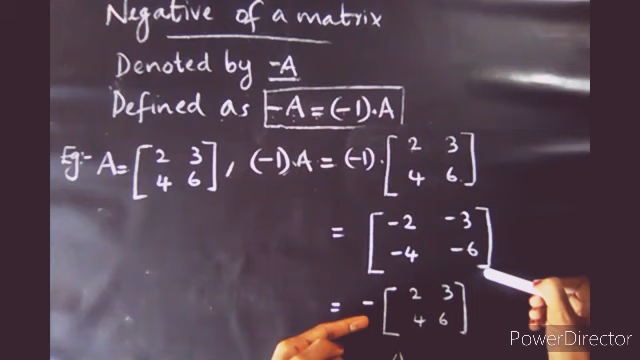 Negative of a matrix
Denoted by -A
Defined as -A = (-1).A
Eg:- A = [2 3 4 6], (-1).A = (-1). [2 3 4 6]
= [-2 -3 -4 -6]
= - [2 3 4 6]
PowerDirector